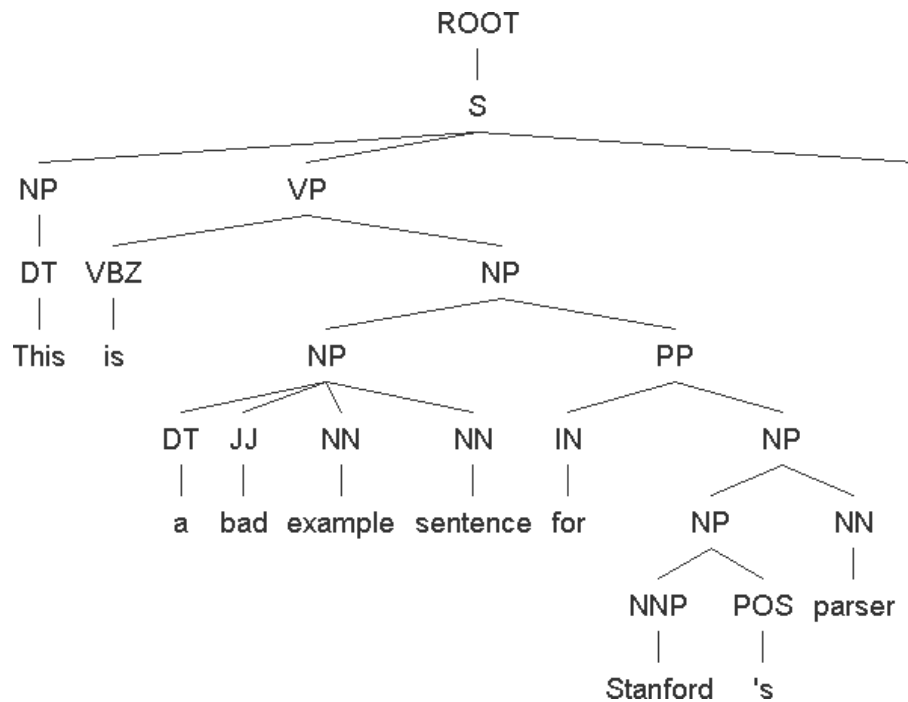 ROOT
S
NP VP
DT VBZ NP
This is NP PP
DT JJ NN NN IN NP
a bad example sentence for NP NN
NNP POS parser
Stanford 's